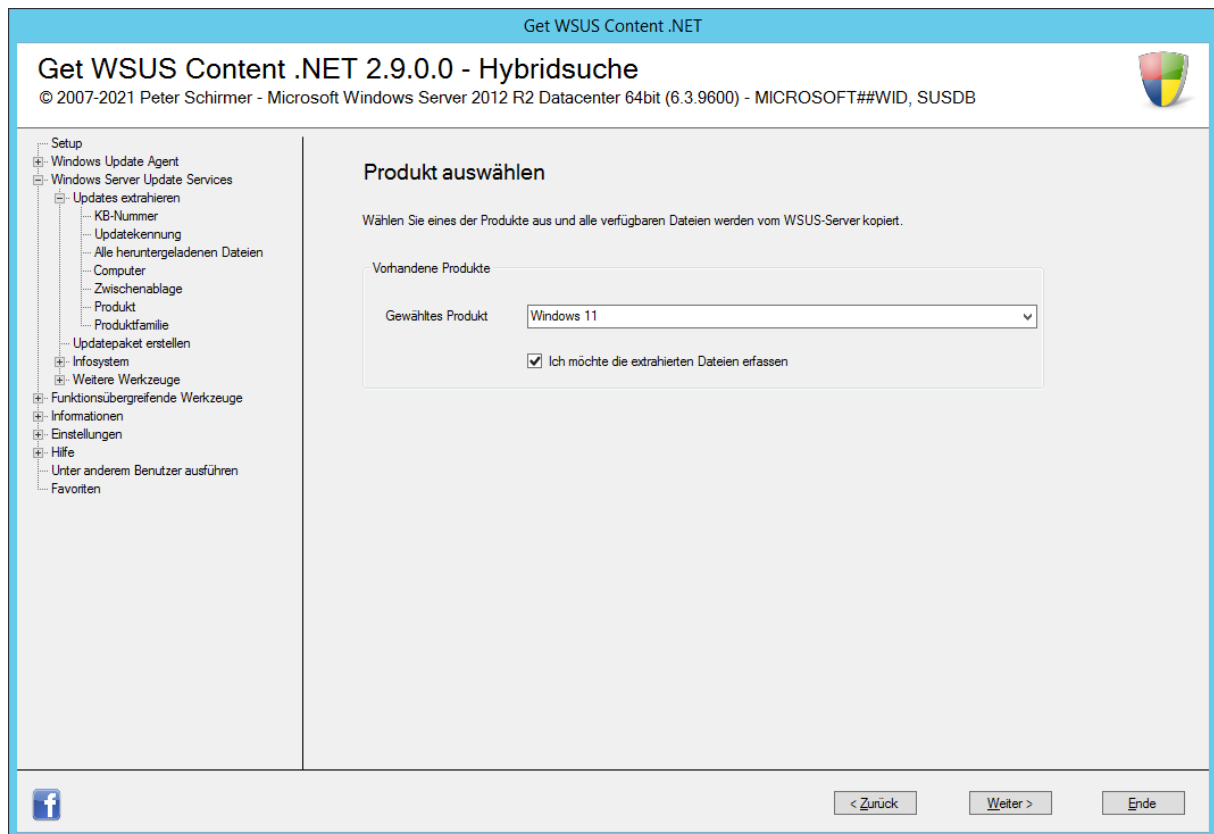 Get WSUS Content .NET
Get WSUS Content .NET 2.9.0.0 - Hybridsuche
© 2007-2021 Peter Schirmer - Microsoft Windows Server 2012 R2 Datacenter 64bit (6.3.9600) - MICROSOFT##WID, SUSDB
Setup
Windows Update Agent
Windows Server Update Services
Updates extrahieren
KB-Nummer
Updatekennung
Alle heruntergeladenen Dateien
Computer
Zwischenablage
Produkt
Produktfamilie
Updatepaket erstellen
Infosystem
Weitere Werkzeuge
Funktionsübergreifende Werkzeuge
Informationen
Einstellungen
Hilfe
Unter anderem Benutzer ausführen
Favoriten
Produkt auswählen
Wählen Sie eines der Produkte aus und alle verfügbaren Dateien werden vom WSUS-Server kopiert.
Vorhandene Produkte
Gewähltes Produkt Windows 11
Ich möchte die extrahierten Dateien erfassen
f
< Zurück Weiter > Ende